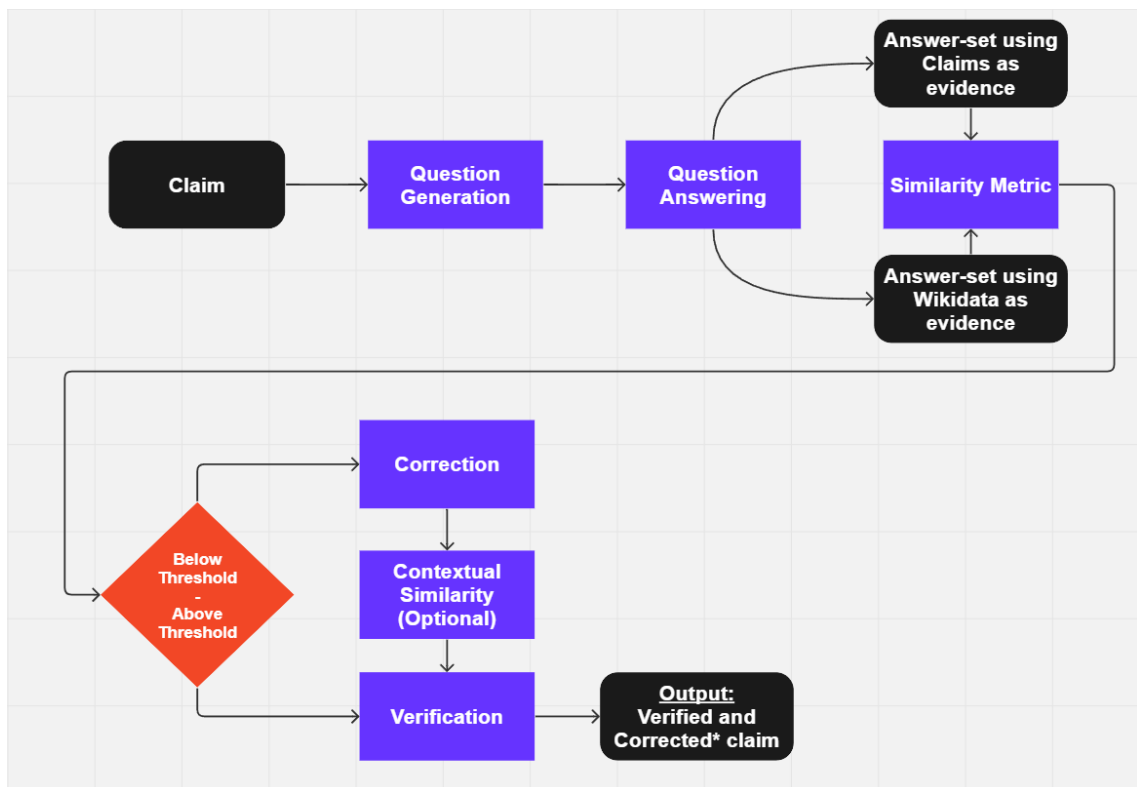 Answer-set using
Claims as
evidence
Claim
Question
Generation
Question
Answering
Similarity Metric
Answer-set using
Wikidata as
evidence
Correction
Below
Threshold
-
Above
Threshold
Contextual
Similarity
(Optional)
Verification
Output:
Verified and
Corrected* claim